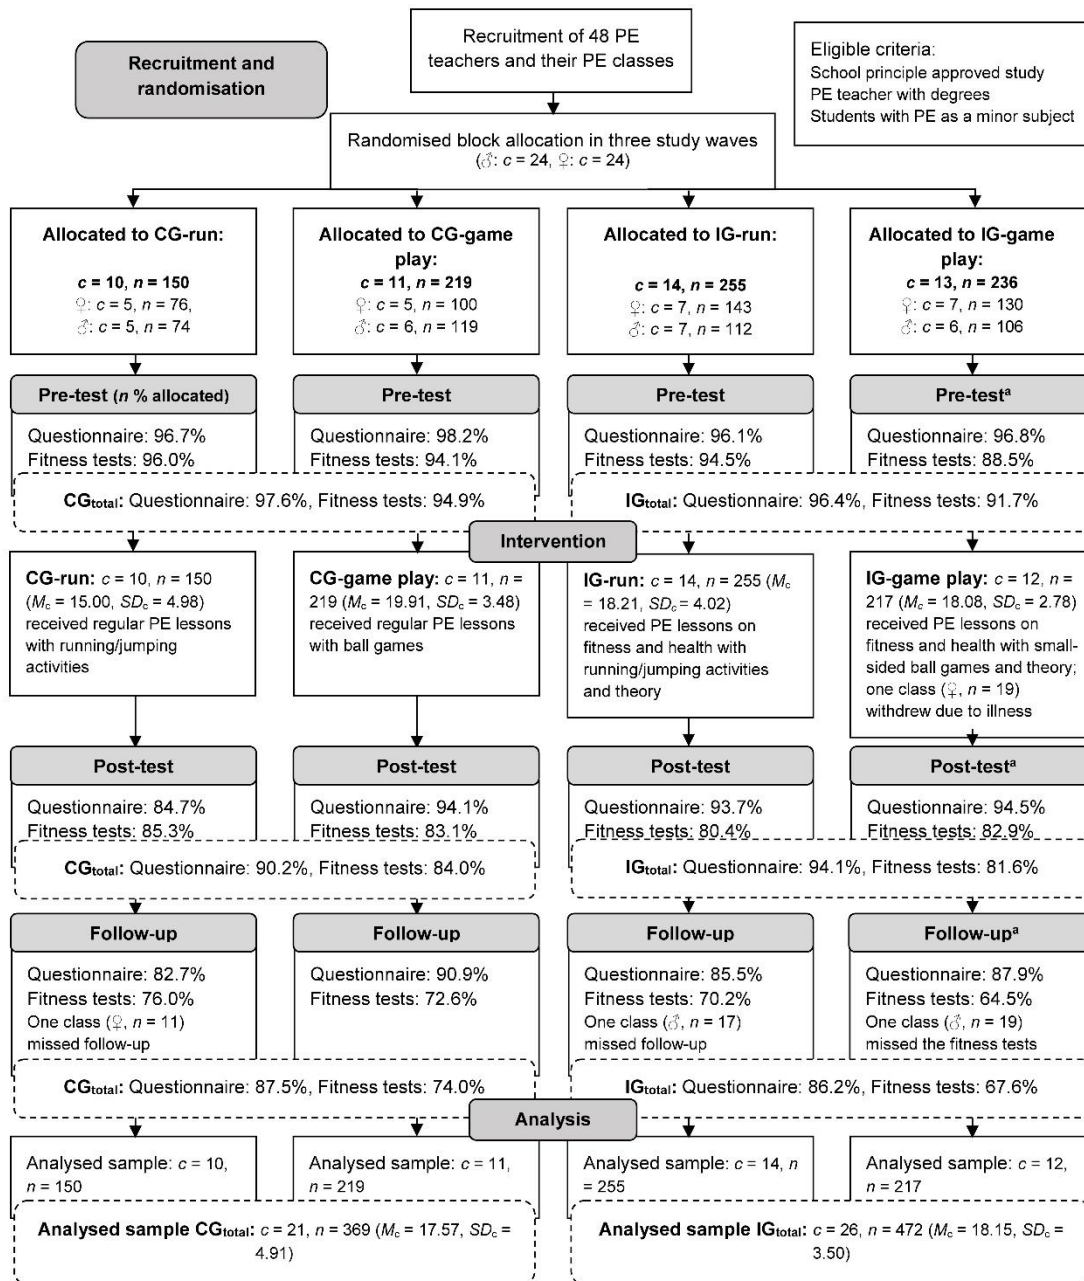 Recruitment and
randomisation
Recruitment of 48 PE
teachers and their PE classes
Eligible criteria:
School principle approved study
PE teacher with degrees
Students with PE as a minor subject
Randomised block allocation in three study waves
(♂: c = 24, ♀: c = 24)
Allocated to CG-run:
c = 10, n = 150
♀: c = 5, n = 76,
♂: c = 5, n = 74
Allocated to CG-game
play:
c = 11, n = 219
♀: c = 5, n = 100
♂: c = 6, n = 119
Allocated to IG-run:
c = 14, n = 255
♀: c = 7, n = 143
♂: c = 7, n = 112
Allocated to IG-game
play:
c = 13, n = 236
♀: c = 7, n = 130
♂: c = 6, n = 106
Pre-test (n % allocated)
Questionnaire: 96.7%
Fitness tests: 96.0%
Pre-test
Questionnaire: 98.2%
Fitness tests: 94.1%
Pre-test
Questionnaire: 96.1%
Fitness tests: 94.5%
Pre-testᵃ
Questionnaire: 96.8%
Fitness tests: 88.5%
CGtotal: Questionnaire: 97.6%, Fitness tests: 94.9%
IGtotal: Questionnaire: 96.4%, Fitness tests: 91.7%
Intervention
CG-run: c = 10, n = 150
(Mc = 15.00, SDc = 4.98)
received regular PE lessons
with running/jumping
activities
CG-game play: c = 11, n =
219 (Mc = 19.91, SDc = 3.48)
received regular PE lessons
with ball games
IG-run: c = 14, n = 255 (Mc
= 18.21, SDc = 4.02)
received PE lessons on
fitness and health with
running/jumping activities
and theory
IG-game play: c = 12, n =
217 (Mc = 18.08, SDc = 2.78)
received PE lessons on
fitness and health with small-
sided ball games and theory;
one class (♀, n = 19)
withdrew due to illness
Post-test
Questionnaire: 84.7%
Fitness tests: 85.3%
Post-test
Questionnaire: 94.1%
Fitness tests: 83.1%
Post-test
Questionnaire: 93.7%
Fitness tests: 80.4%
Post-testᵃ
Questionnaire: 94.5%
Fitness tests: 82.9%
CGtotal: Questionnaire: 90.2%, Fitness tests: 84.0%
IGtotal: Questionnaire: 94.1%, Fitness tests: 81.6%
Follow-up
Questionnaire: 82.7%
Fitness tests: 76.0%
One class (♀, n = 11)
missed follow-up
Follow-up
Questionnaire: 90.9%
Fitness tests: 72.6%
Follow-up
Questionnaire: 85.5%
Fitness tests: 70.2%
One class (♂, n = 17)
missed follow-up
Follow-upᵃ
Questionnaire: 87.9%
Fitness tests: 64.5%
One class (♂, n = 19)
missed the fitness tests
CGtotal: Questionnaire: 87.5%, Fitness tests: 74.0%
IGtotal: Questionnaire: 86.2%, Fitness tests: 67.6%
Analysis
Analysed sample: c = 10,
n = 150
Analysed sample: c = 11,
n = 219
Analysed sample: c = 14, n
= 255
Analysed sample: c = 12,
n = 217
Analysed sample CGtotal: c = 21, n = 369 (Mc = 17.57, SDc =
4.91)
Analysed sample IGtotal: c = 26, n = 472 (Mc = 18.15, SDc =
3.50)